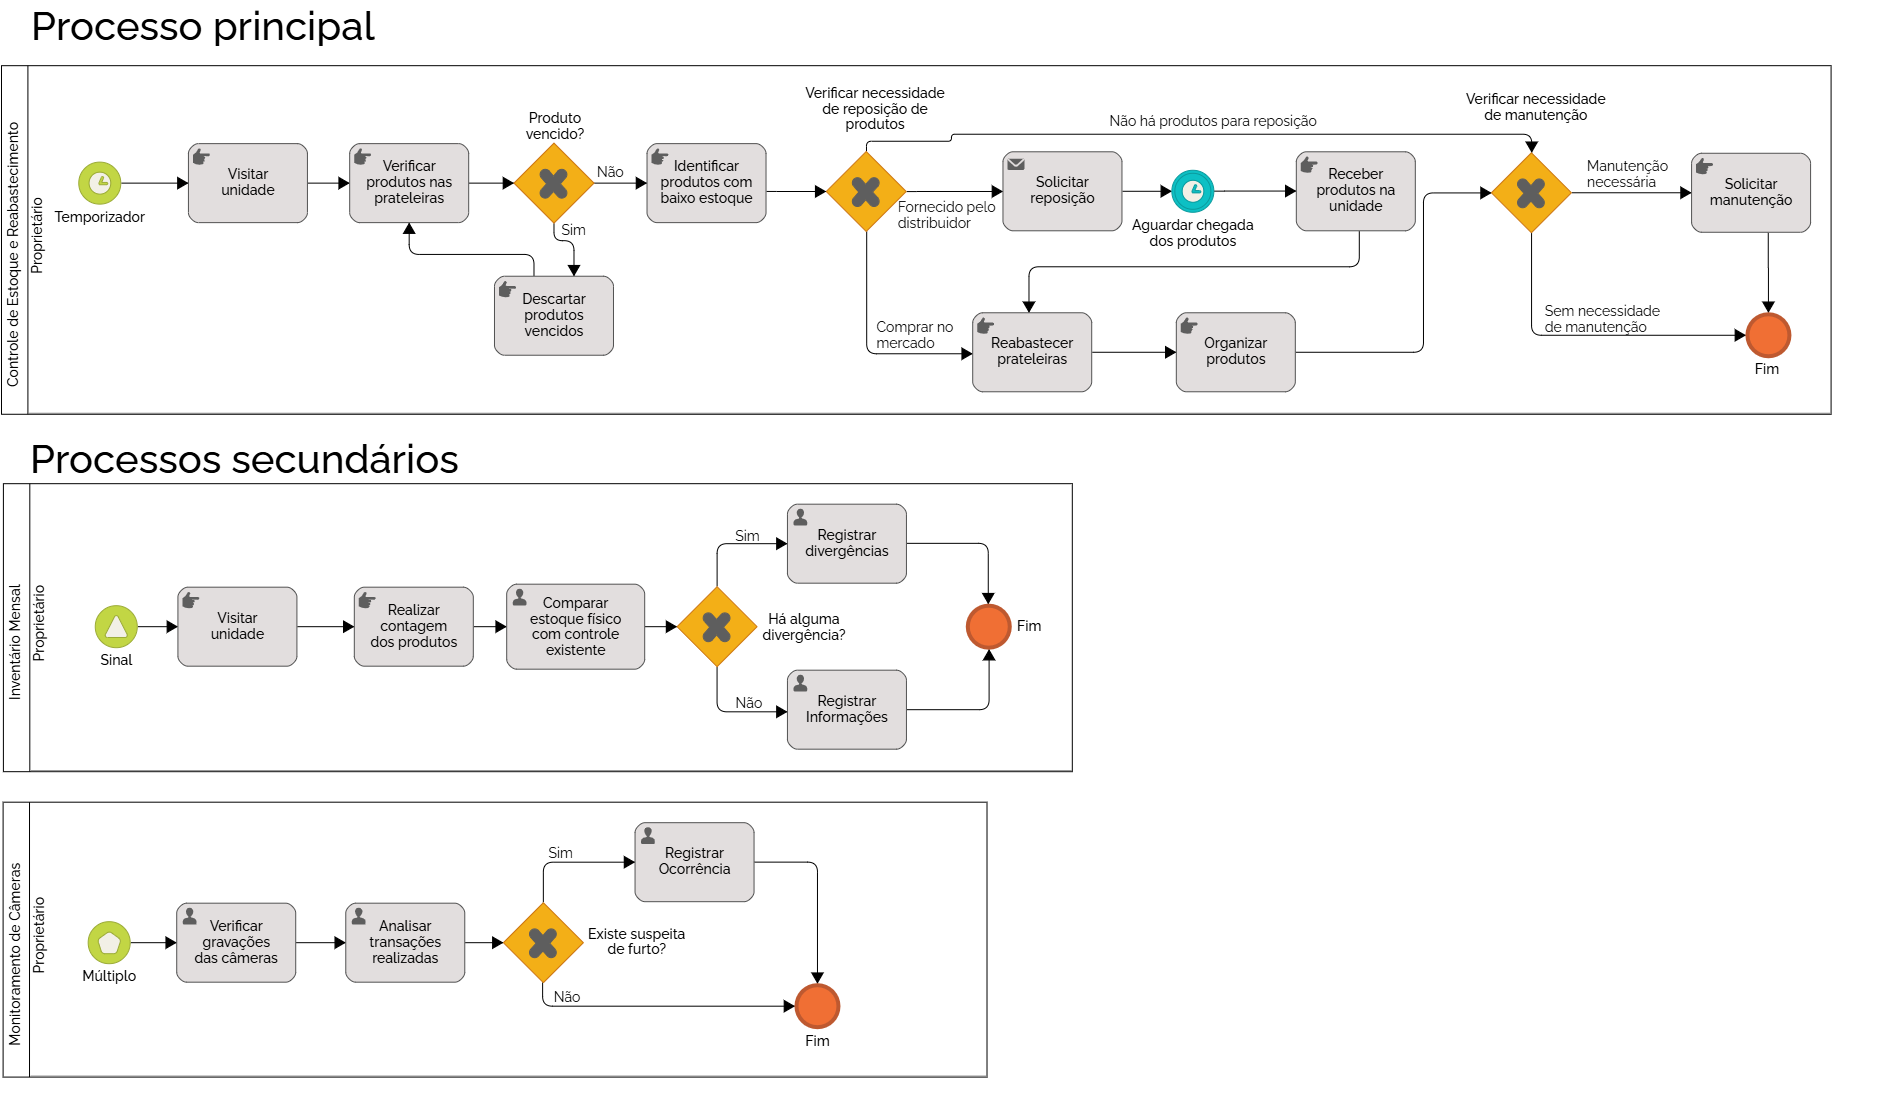 Processo principal
Controle de Estoque e Reabastecimento
Proprietário
Temporizador
Visitar
unidade
Verificar
produtos nas
prateleiras
Produto
vencido?
Não
Sim
Descartar
produtos
vencidos
Identificar
produtos com
baixo estoque
Verificar necessidade
de reposição de
produtos
Não há produtos para reposição
Fornecido pelo
distribuidor
Comprar no
mercado
Solicitar
reposição
Aguardar chegada
dos produtos
Receber
produtos na
unidade
Reabastecer
prateleiras
Organizar
produtos
Verificar necessidade
de manutenção
Manutenção
necessária
Solicitar
manutenção
Sem necessidade
de manutenção
Fim
Processos secundários
Inventário Mensal
Proprietário
Sinal
Visitar
unidade
Realizar
contagem
dos produtos
Comparar
estoque físico
com controle
existente
Há alguma
divergência?
Sim
Registrar
divergências
Não
Registrar
Informações
Fim
Monitoramento de Câmeras
Proprietário
Múltiplo
Verificar
gravações
das câmeras
Analisar
transações
realizadas
Existe suspeita
de furto?
Sim
Registrar
Ocorrência
Não
Fim